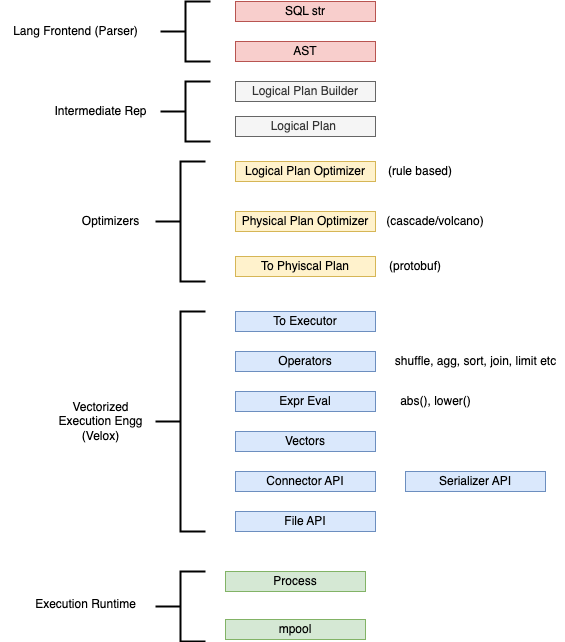 SQL str
Lang Frontend (Parser)
AST
Logical Plan Builder
Intermediate Rep
Logical Plan
Logical Plan Optimizer (rule based)
Optimizers
Physical Plan Optimizer (cascade/volcano)
To Phyiscal Plan (protobuf)
To Executor
Operators shuffle, agg, sort, join, limit etc
Expr Eval abs(), lower()
Vectorized
Execution Engg
(Velox)
Vectors
Connector API Serializer API
File API
Process
Execution Runtime
mpool